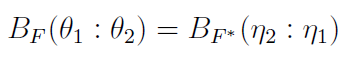 B_F(θ_1 : θ_2) = B_{F*}(η_2 : η_1)